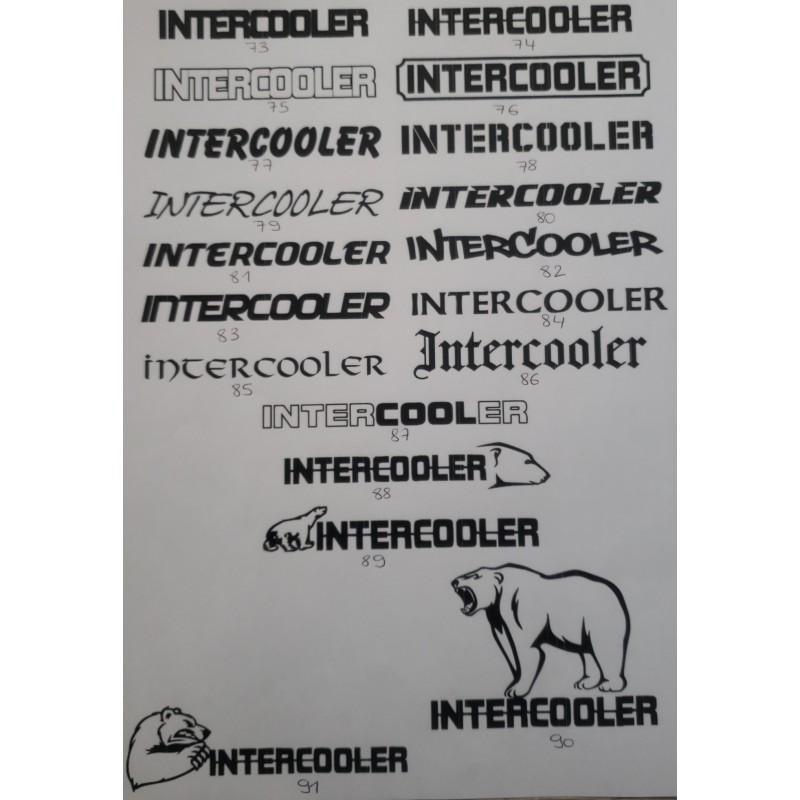 INTERCOOLER INTERCOOLER
73 74
INTERCOOLER INTERCOOLER
75 76
INTERCOOLER INTERCOOLER
77 78
INTERCOOLER INTERCOOLER
79 80
INTERCOOLER INTERCOOLER
81 82
INTERCOOLER INTERCOOLER
83 84
intercooler Intercooler
85 86
INTERCOOLER
87
INTERCOOLER
88
INTERCOOLER
89
INTERCOOLER
90
INTERCOOLER
91